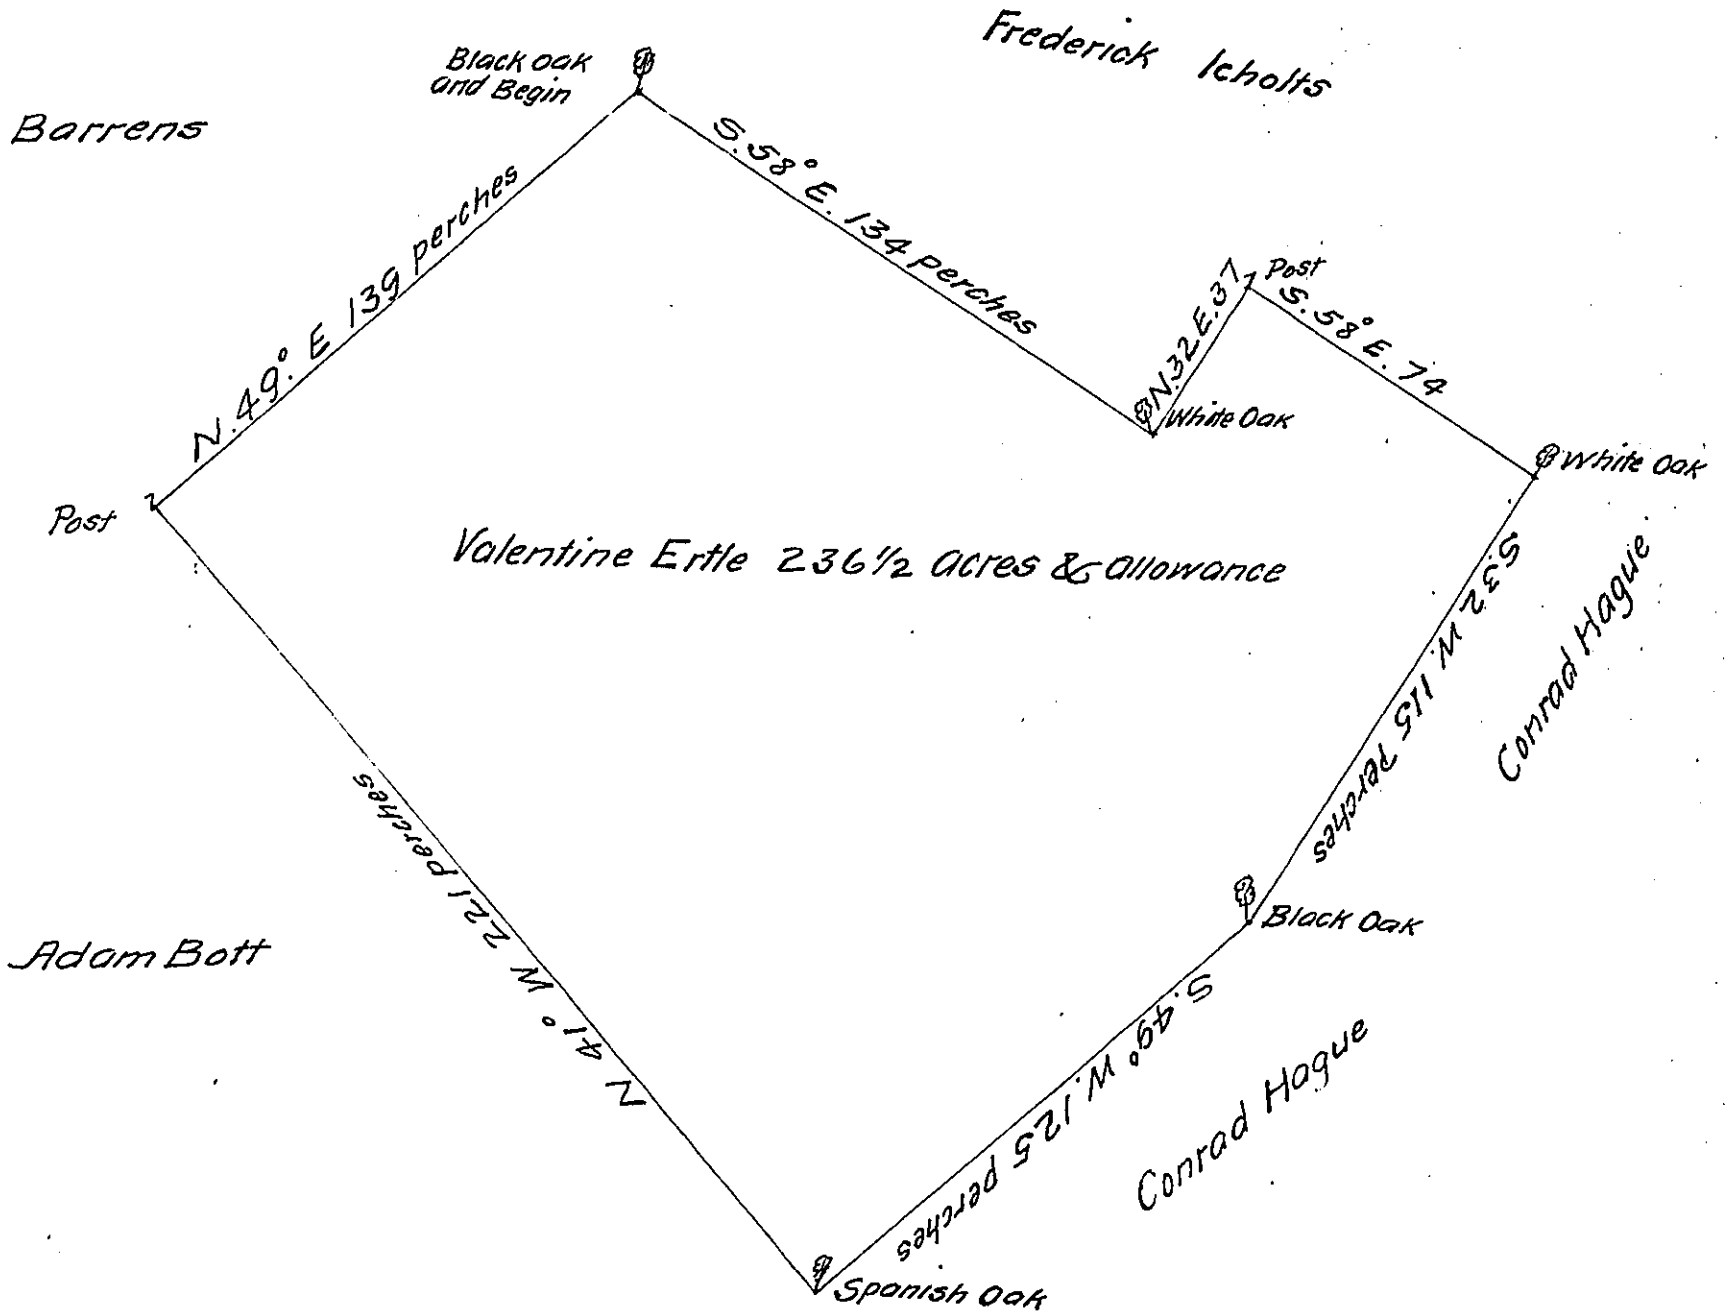 Frederick Icholts
Black Oak
and Begin
Barrens
S. 58° E. 134 perches
N. 49.° E 139 perches
N. 32 E. 37
Post
S. 58° E. 74
White Oak
White Oak
Post
Valentine Ertle 236 1/2 Acres & allowance
S. 32 W. 115 Perches
Conrad Hague
N 41° W 221 perches
Black Oak
Adam Bott
S. 49° W. 125 perches
Conrad Hague
Spanish Oak